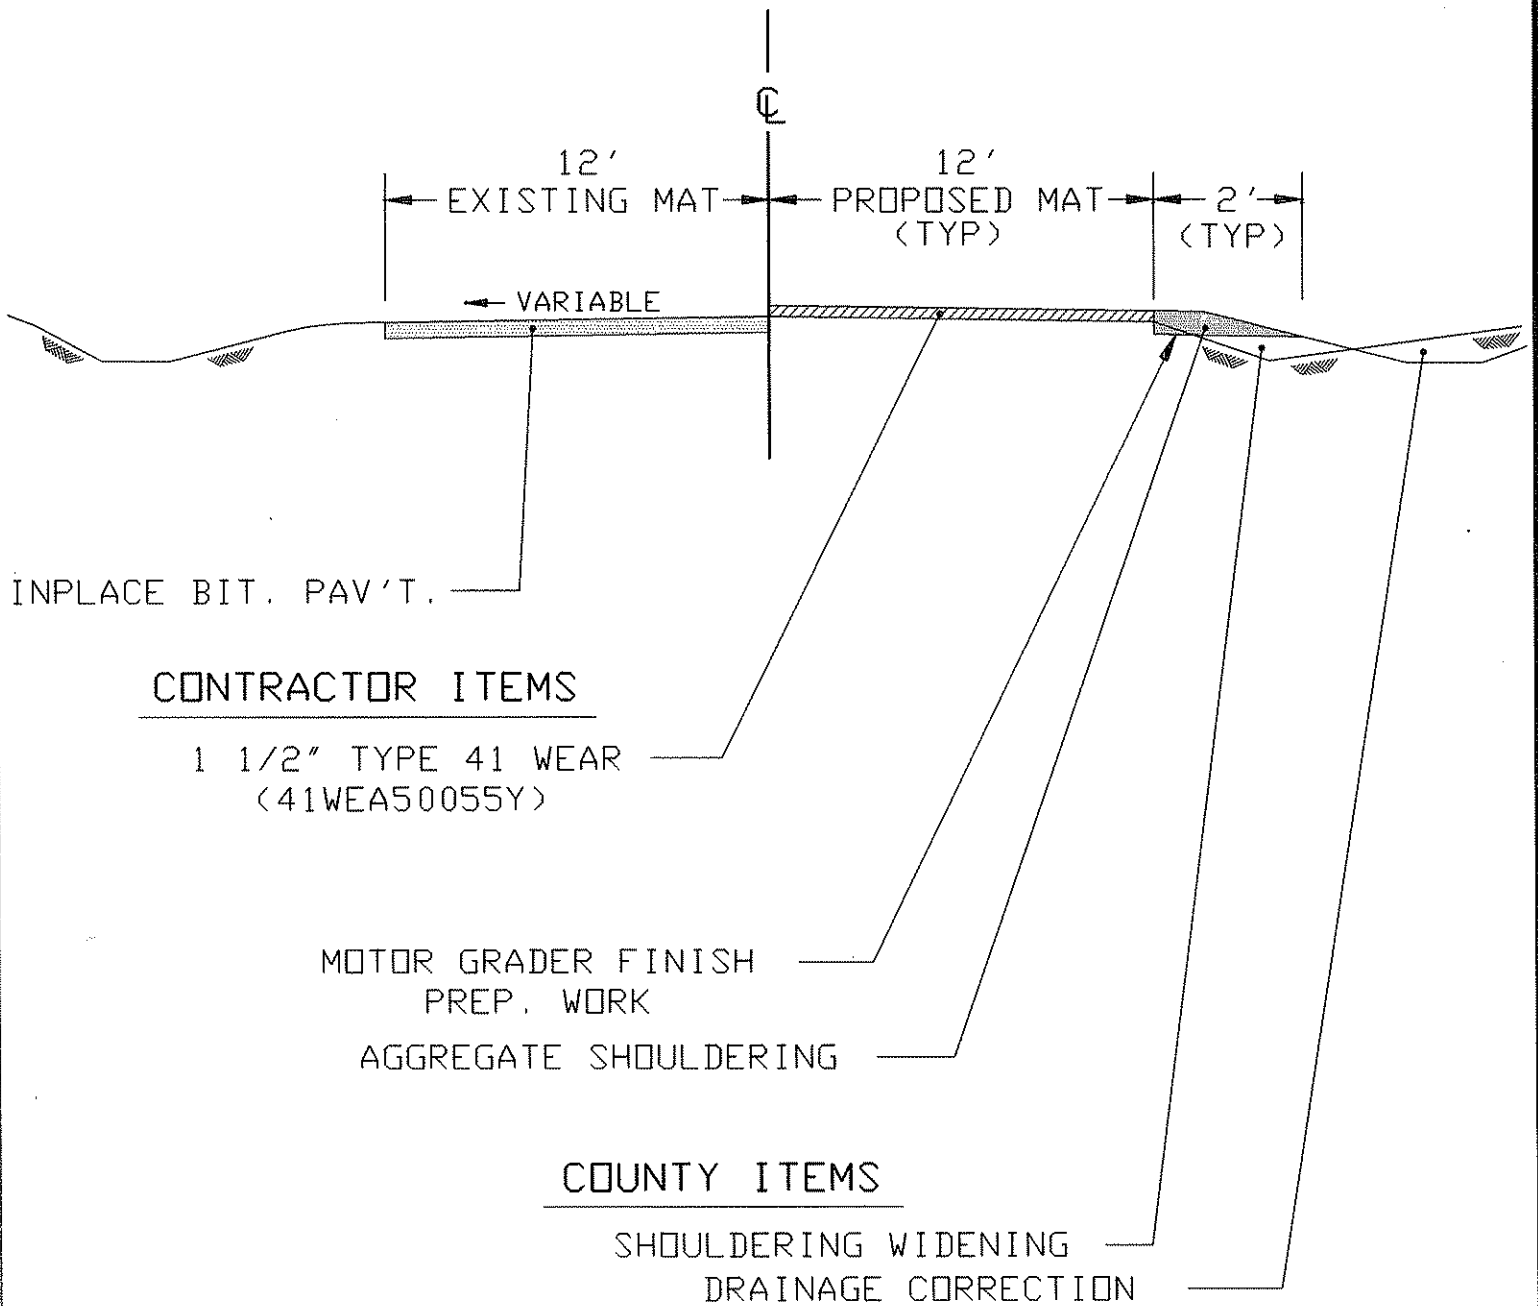 ℄
12'
EXISTING MAT
12'
PROPOSED MAT
(TYP)
2'
(TYP)
VARIABLE
INPLACE BIT. PAV'T.
CONTRACTOR ITEMS
1 1/2" TYPE 41 WEAR
(41WEA50055Y)
MOTOR GRADER FINISH
PREP. WORK
AGGREGATE SHOULDERING
COUNTY ITEMS
SHOULDERING WIDENING
DRAINAGE CORRECTION